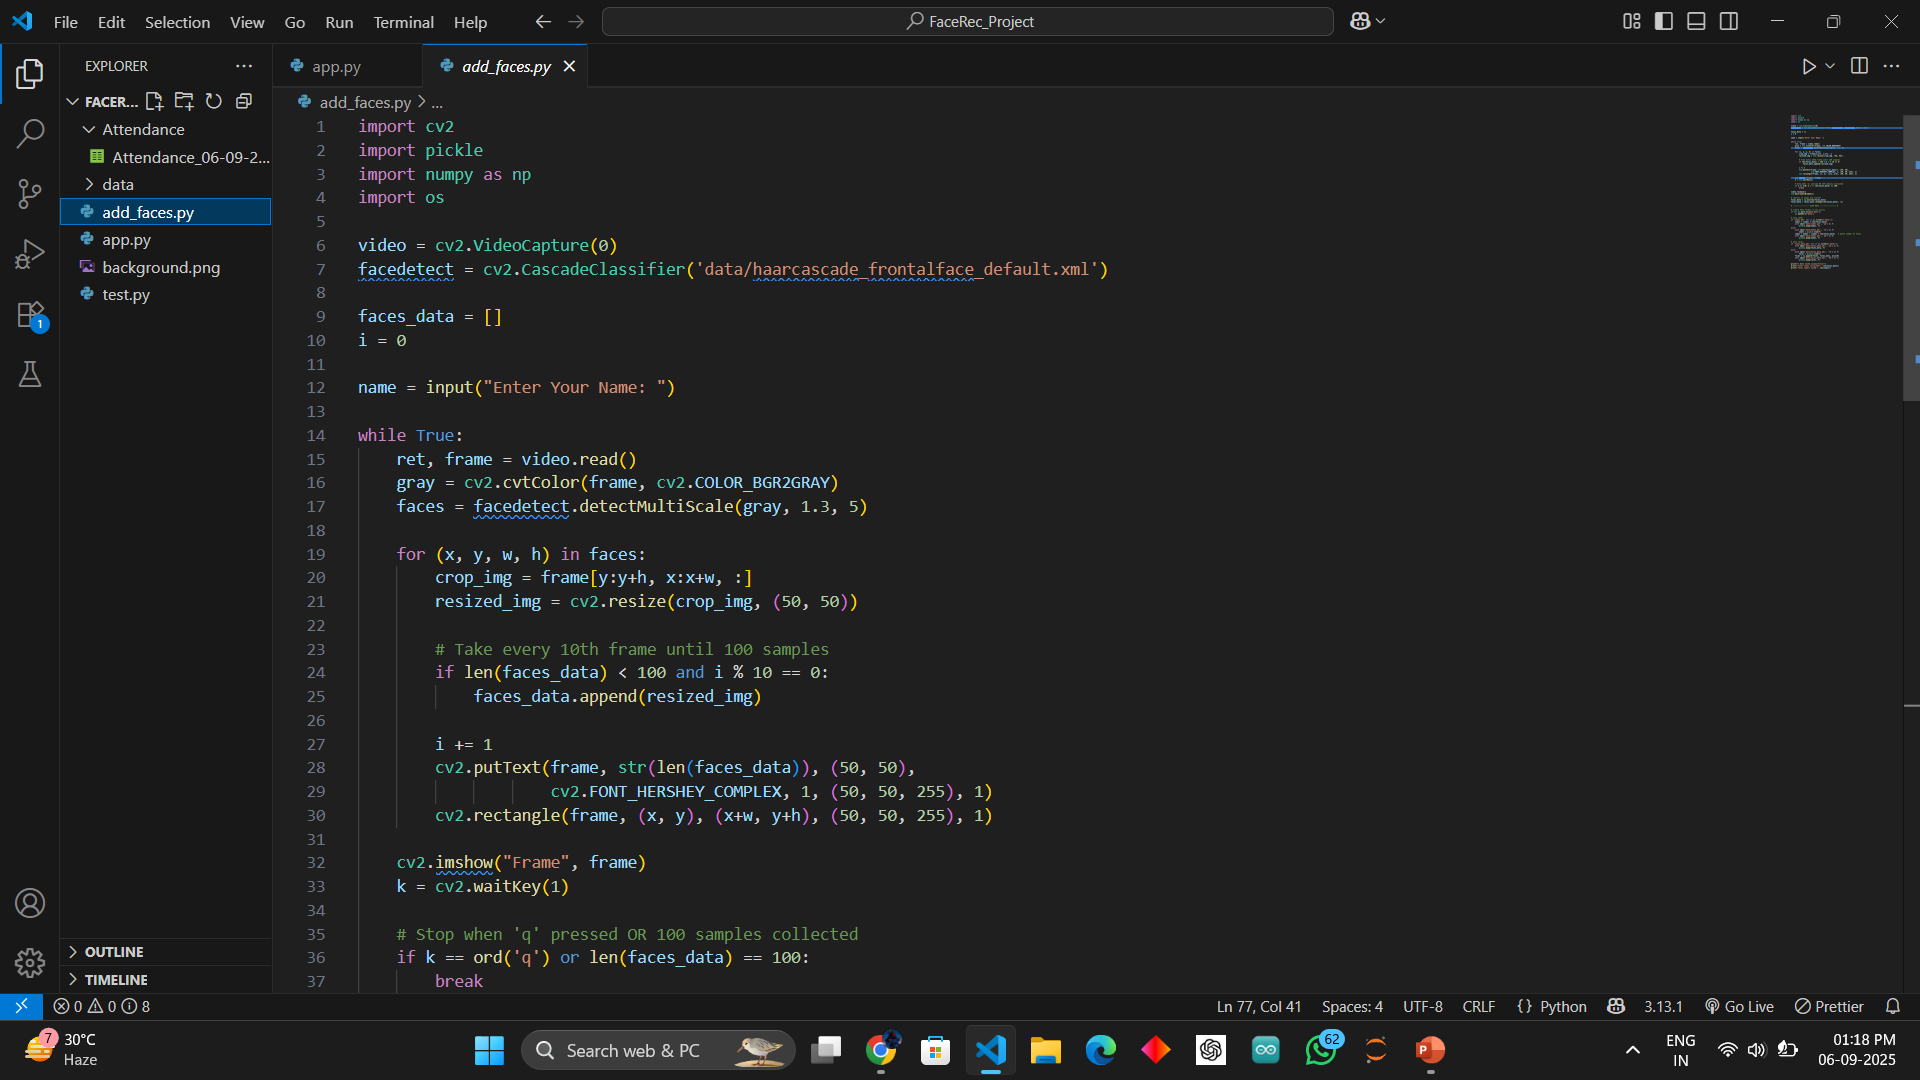 File Edit Selection View Go Run Terminal Help
FaceRec_Project
EXPLORER
FACER...
Attendance
Attendance_06-09-2...
data
add_faces.py
app.py
background.png
test.py
OUTLINE
TIMELINE
1
app.py
add_faces.py
add_faces.py > ...
1 import cv2
2 import pickle
3 import numpy as np
4 import os
5
6 video = cv2.VideoCapture(0)
7 facedetect = cv2.CascadeClassifier('data/haarcascade_frontalface_default.xml')
8
9 faces_data = []
10 i = 0
11
12 name = input("Enter Your Name: ")
13
14 while True:
15 ret, frame = video.read()
16 gray = cv2.cvtColor(frame, cv2.COLOR_BGR2GRAY)
17 faces = facedetect.detectMultiScale(gray, 1.3, 5)
18
19 for (x, y, w, h) in faces:
20 crop_img = frame[y:y+h, x:x+w, :]
21 resized_img = cv2.resize(crop_img, (50, 50))
22
23 # Take every 10th frame until 100 samples
24 if len(faces_data) < 100 and i % 10 == 0:
25 faces_data.append(resized_img)
26
27 i += 1
28 cv2.putText(frame, str(len(faces_data)), (50, 50),
29 cv2.FONT_HERSHEY_COMPLEX, 1, (50, 50, 255), 1)
30 cv2.rectangle(frame, (x, y), (x+w, y+h), (50, 50, 255), 1)
31
32 cv2.imshow("Frame", frame)
33 k = cv2.waitKey(1)
34
35 # Stop when 'q' pressed OR 100 samples collected
36 if k == ord('q') or len(faces_data) == 100:
37 break
0 0 8
Ln 77, Col 41 Spaces: 4 UTF-8 CRLF {} Python 3.13.1 Go Live Prettier
7
30°C
Haze
Search web & PC
62
ENG
IN
01:18 PM
06-09-2025